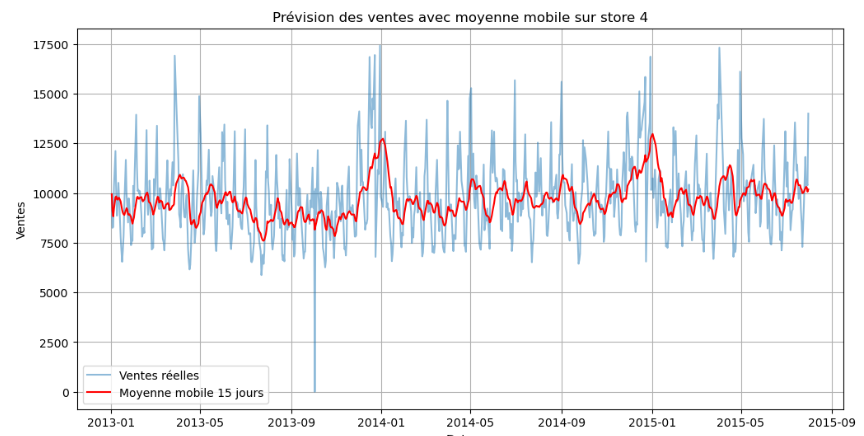 Prévision des ventes avec moyenne mobile sur store 4
17500
15000
12500
10000
7500
5000
2500
0
Ventes
Ventes réelles
Moyenne mobile 15 jours
2013-01 2013-05 2013-09 2014-01 2014-05 2014-09 2015-01 2015-05 2015-09